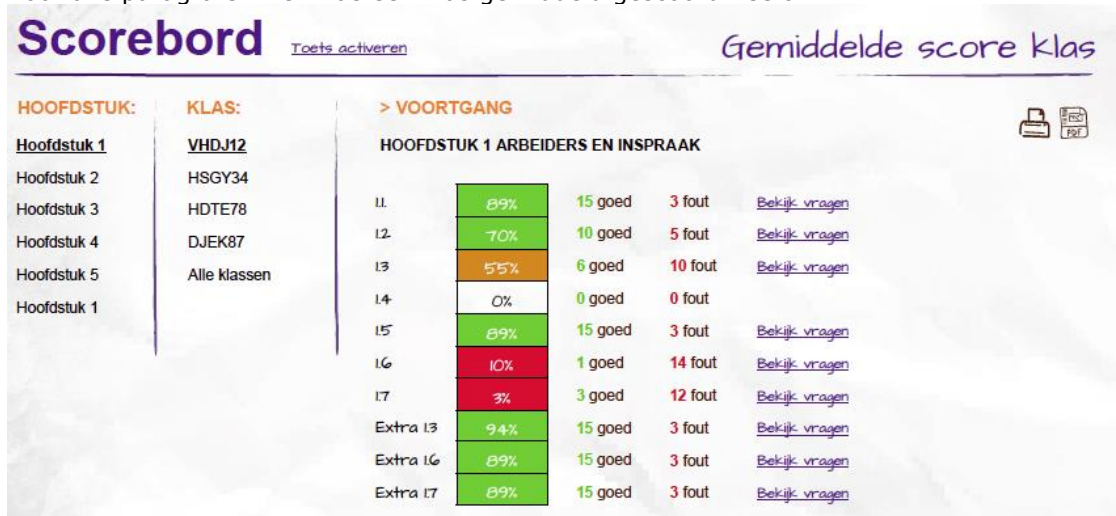 Scorebord Toets activeren Gemiddelde score klas
HOOFDSTUK: KLAS: > VOORTGANG
Hoofdstuk 1 VHDJ12 HOOFDSTUK 1 ARBEIDERS EN INSPRAAK
Hoofdstuk 2 HSGY34
Hoofdstuk 3 HDTE78
Hoofdstuk 4 DJEK87
Hoofdstuk 5 Alle klassen
Hoofdstuk 1
1.1. 89% 15 goed 3 fout Bekijk vragen
1.2 70% 10 goed 5 fout Bekijk vragen
1.3 55% 6 goed 10 fout Bekijk vragen
1.4 0% 0 goed 0 fout
1.5 89% 15 goed 3 fout Bekijk vragen
1.6 10% 1 goed 14 fout Bekijk vragen
1.7 3% 3 goed 12 fout Bekijk vragen
Extra 1.3 94% 15 goed 3 fout Bekijk vragen
Extra 1.6 89% 15 goed 3 fout Bekijk vragen
Extra 1.7 89% 15 goed 3 fout Bekijk vragen
PDF